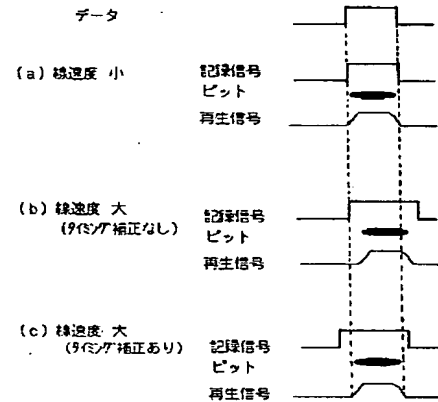 データ
(a) 線速度 小
記録信号
ピット
再生信号
(b) 線速度 大
(タイミング補正なし)
記録信号
ピット
再生信号
(c) 線速度 大
(タイミング補正あり)
記録信号
ピット
再生信号